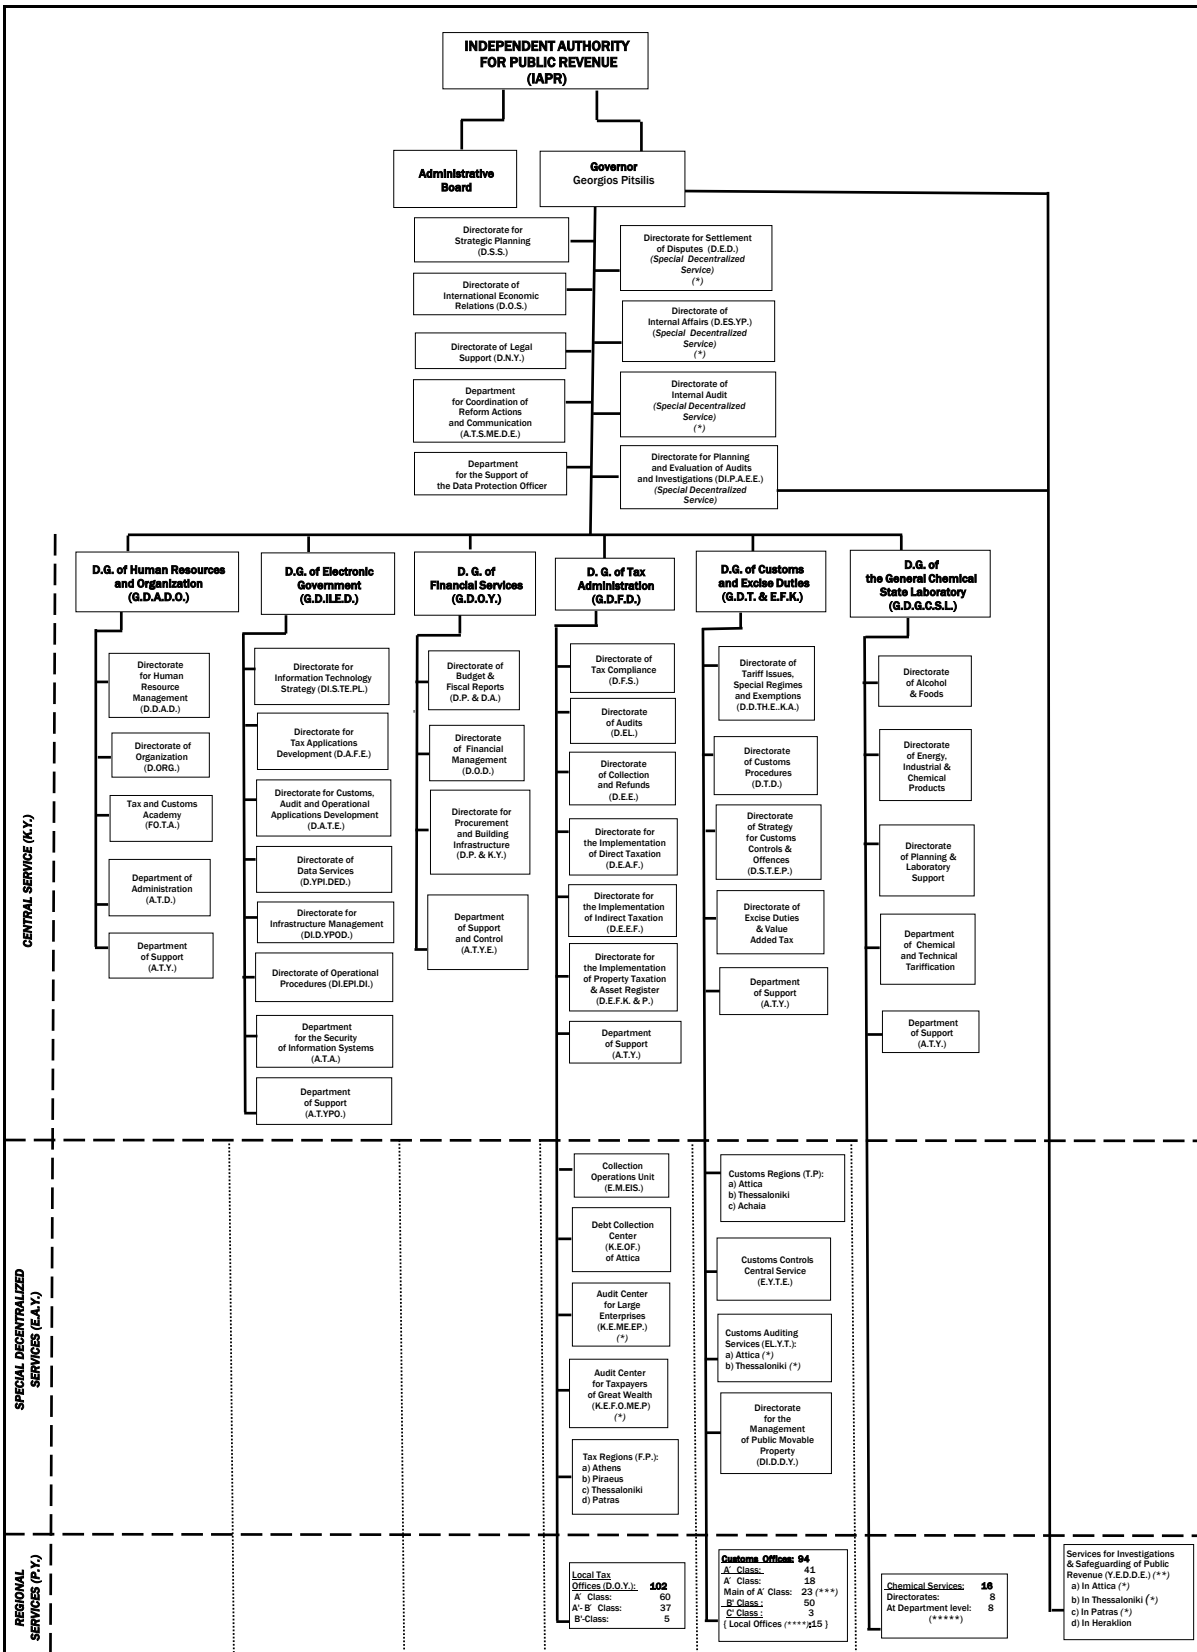 INDEPENDENT AUTHORITY
FOR PUBLIC REVENUE
(IAPR)
Administrative
Board
Governor
Georgios Pitsilis
Directorate for
Strategic Planning
(D.S.S.)
Directorate of
International Economic
Relations (D.O.S.)
Directorate of Legal
Support (D.N.Y.)
Department
for Coordination of
Reform Actions
and Communication
(A.T.S.ME.D.E.)
Department
for the Support of
the Data Protection Officer
Directorate for Settlement
of Disputes (D.E.D.)
(Special Decentralized
Service)
(*)
Directorate of
Internal Affairs (D.ES.YP.)
(Special Decentralized
Service)
(*)
Directorate of
Internal Audit
(Special Decentralized
Service)
(*)
Directorate for Planning
and Evaluation of Audits
and Investigations (DI.P.A.E.E.)
(Special Decentralized
Service)
CENTRAL SERVICE (K.Y.)
D.G. of Human Resources
and Organization
(G.D.A.D.O.)
Directorate
for Human
Resource
Management
(D.D.A.D.)
Directorate of
Organization
(D.ORG.)
Tax and Customs
Academy
(FO.T.A.)
Department of
Administration
(A.T.D.)
Department
of Support
(A.T.Y.)
D.G. of Electronic
Government
(G.D.ILE.D.)
Directorate for
Information Technology
Strategy (DI.S.TE.PL.)
Directorate for
Tax Applications
Development (D.A.F.E.)
Directorate for Customs,
Audit and Operational
Applications Development
(D.A.T.E.)
Directorate of
Data Services
(D.YPI.DED.)
Directorate for
Infrastructure Management
(DI.D.YPOD.)
Directorate of Operational
Procedures (DI.EPI.DI.)
Department
for the Security
of Information Systems
(A.T.A.)
Department
of Support
(A.T.YPO.)
D. G. of
Financial Services
(G.D.O.Y.)
Directorate of
Budget &
Fiscal Reports
(D.P. & D.A.)
Directorate
of Financial
Management
(D.O.D.)
Directorate for
Procurement
and Building
Infrastructure
(D.P. & K.Y.)
Department
of Support
and Control
(A.T.Y.E.)
D. G. of Tax
Administration
(G.D.F.D.)
Directorate of
Tax Compliance
(D.F.S.)
Directorate
of Audits
(D.EL.)
Directorate
of Collection
and Refunds
(D.E.E.)
Directorate for
the Implementation
of Direct Taxation
(D.E.A.F.)
Directorate for
the Implementation
of Indirect Taxation
(D.E.E.F.)
Directorate for
the Implementation
of Property Taxation
& Asset Register
(D.E.F.K. & P.)
Department
of Support
(A.T.Y.)
D.G. of Customs
and Excise Duties
(G.D.T. & E.F.K.)
Directorate of
Tariff Issues,
Special Regimes
and Exemptions
(D.D.TH.E..K.A.)
Directorate
of Customs
Procedures
(D.T.D.)
Directorate
of Strategy
for Customs
Controls &
Offences
(D.S.T.E.P.)
Directorate of
Excise Duties
& Value
Added Tax
Department
of Support
(A.T.Y.)
D.G. of
the General Chemical
State Laboratory
(G.D.G.C.S.L.)
Directorate
of Alcohol
& Foods
Directorate
of Energy,
Industrial &
Chemical
Products
Directorate
of Planning &
Laboratory
Support
Department
of Chemical
and Technical
Tariffication
Department
of Support
(A.T.Y.)
SPECIAL DECENTRALIZED
SERVICES (E.A.Y.)
Collection
Operations Unit
(E.M.EIS.)
Debt Collection
Center
(K.E.OF.)
of Attica
Audit Center
for Large
Enterprises
(K.E.ME.EP.)
(*)
Audit Center
for Taxpayers
of Great Wealth
(K.E.F.O.ME.P)
(*)
Tax Regions (F.P.):
a) Athens
b) Piraeus
c) Thessaloniki
d) Patras
Customs Regions (T.P):
a) Attica
b) Thessaloniki
c) Achaia
Customs Controls
Central Service
(E.Y.T.E.)
Customs Auditing
Services (EL.Y.T.):
a) Attica (*)
b) Thessaloniki (*)
Directorate
for the
Management
of Public Movable
Property
(DI.D.D.Y.)
REGIONAL
SERVICES (P.Y.)
Local Tax
Offices (D.O.Y.): 102
A΄ Class: 60
A'- B΄ Class: 37
B'-Class: 5
Customs Offices: 94
A΄ Class: 41
A΄ Class: 18
Main of A΄ Class: 23 (***)
B' Class : 50
C' Class : 3
{ Local Offices (****):15 }
Chemical Services: 16
Directorates: 8
At Department level: 8
(*****)
Services for Investigations
& Safeguarding of Public
Revenue (Y.E.D.D.E.) (**)
a) In Attica (*)
b) In Thessaloniki (*)
c) In Patras (*)
d) In Heraklion